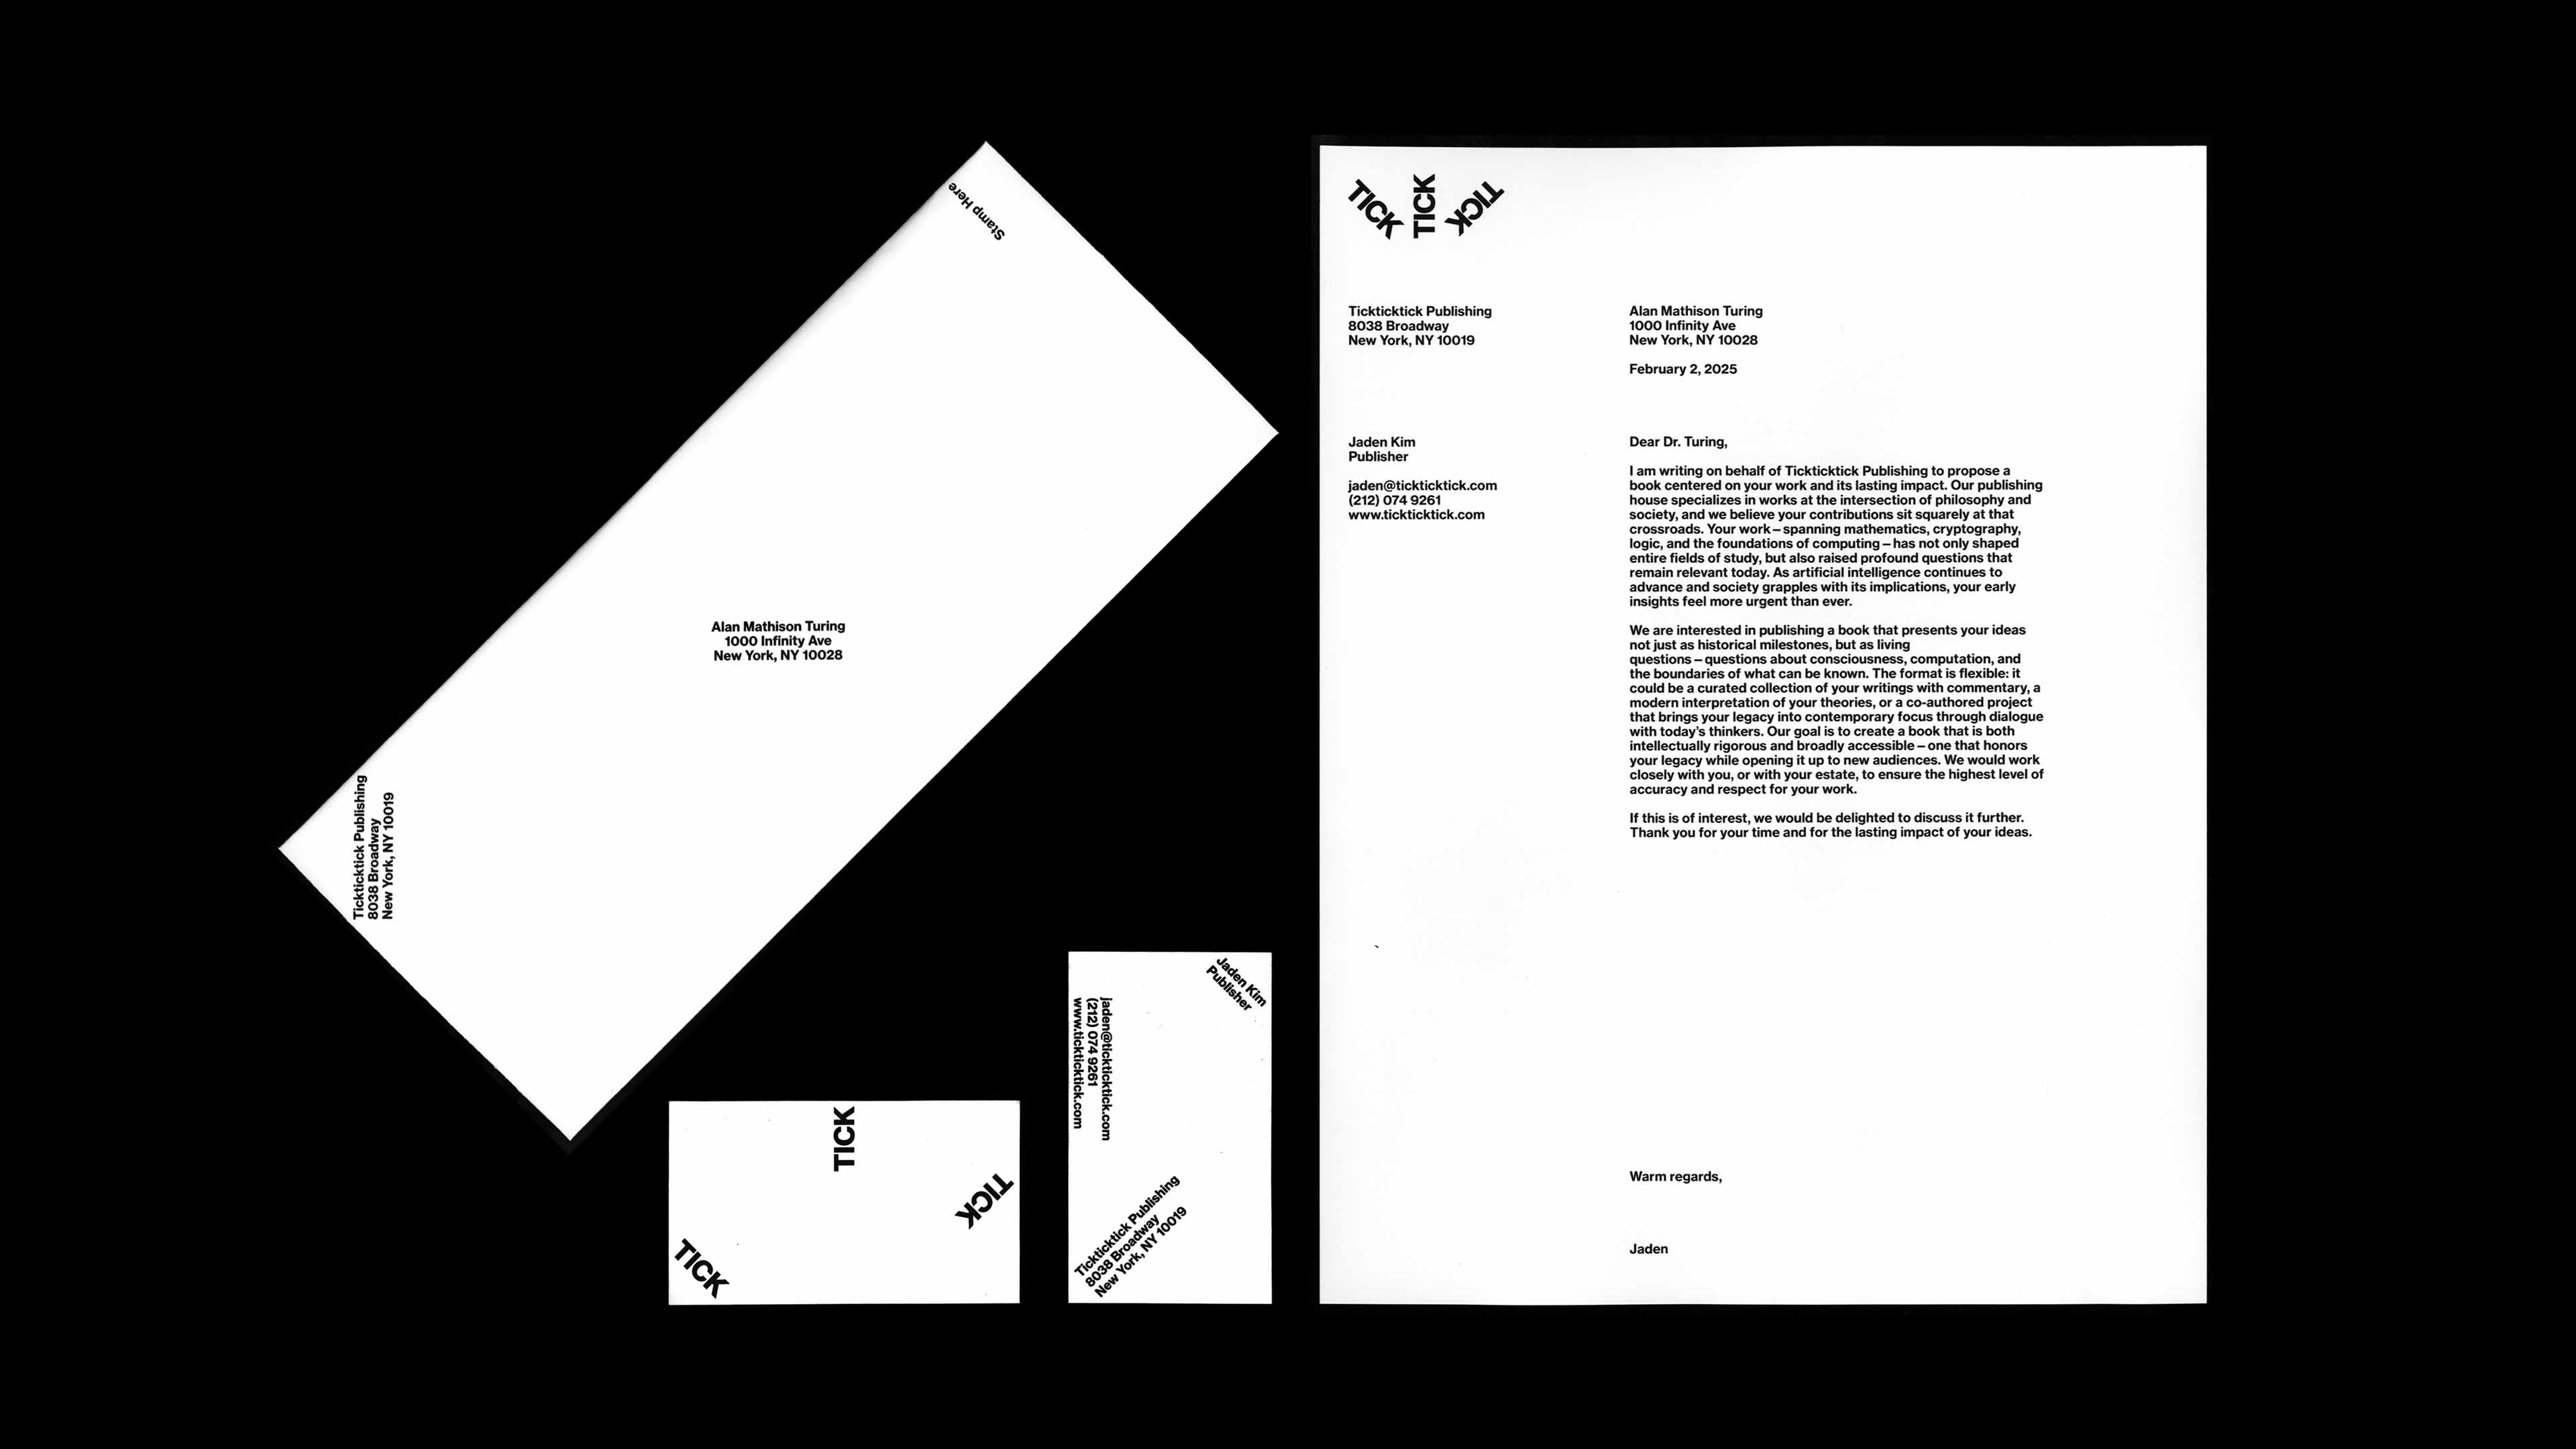 Stamp Here
Alan Mathison Turing
1000 Infinity Ave
New York, NY 10028
Tickticktick Publishing
8038 Broadway
New York, NY 10019
TICK
TICK
TICK
Jaden Kim
Publisher
jaden@tickticktick.com
(212) 074 9261
www.tickticktick.com
Tickticktick Publishing
8038 Broadway
New York, NY 10019
TICK
TICK
TICK
Tickticktick Publishing
8038 Broadway
New York, NY 10019
Jaden Kim
Publisher
jaden@tickticktick.com
(212) 074 9261
www.tickticktick.com
Alan Mathison Turing
1000 Infinity Ave
New York, NY 10028
February 2, 2025
Dear Dr. Turing,
I am writing on behalf of Tickticktick Publishing to propose a
book centered on your work and its lasting impact. Our publishing
house specializes in works at the intersection of philosophy and
society, and we believe your contributions sit squarely at that
crossroads. Your work – spanning mathematics, cryptography,
logic, and the foundations of computing – has not only shaped
entire fields of study, but also raised profound questions that
remain relevant today. As artificial intelligence continues to
advance and society grapples with its implications, your early
insights feel more urgent than ever.
We are interested in publishing a book that presents your ideas
not just as historical milestones, but as living
questions – questions about consciousness, computation, and
the boundaries of what can be known. The format is flexible: it
could be a curated collection of your writings with commentary, a
modern interpretation of your theories, or a co-authored project
that brings your legacy into contemporary focus through dialogue
with today's thinkers. Our goal is to create a book that is both
intellectually rigorous and broadly accessible – one that honors
your legacy while opening it up to new audiences. We would work
closely with you, or with your estate, to ensure the highest level of
accuracy and respect for your work.
If this is of interest, we would be delighted to discuss it further.
Thank you for your time and for the lasting impact of your ideas.
Warm regards,
Jaden